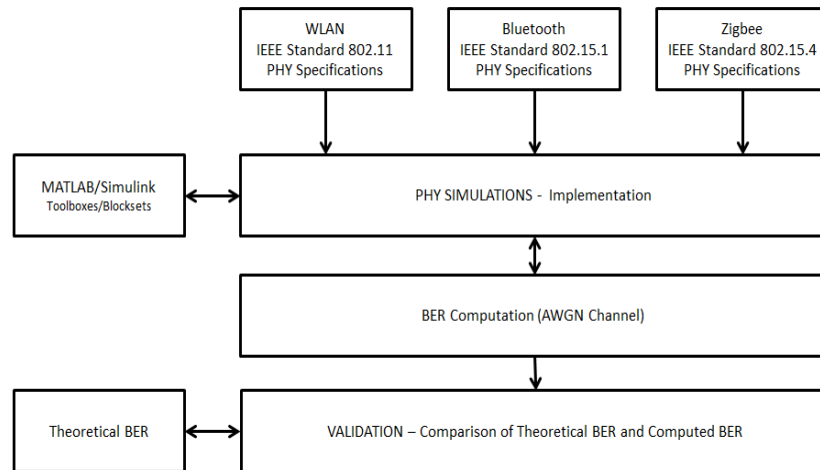 WLAN
IEEE Standard 802.11
PHY Specifications
Bluetooth
IEEE Standard 802.15.1
PHY Specifications
Zigbee
IEEE Standard 802.15.4
PHY Specifications
MATLAB/Simulink
Toolboxes/Blocksets
PHY SIMULATIONS - Implementation
BER Computation (AWGN Channel)
Theoretical BER
VALIDATION – Comparison of Theoretical BER and Computed BER